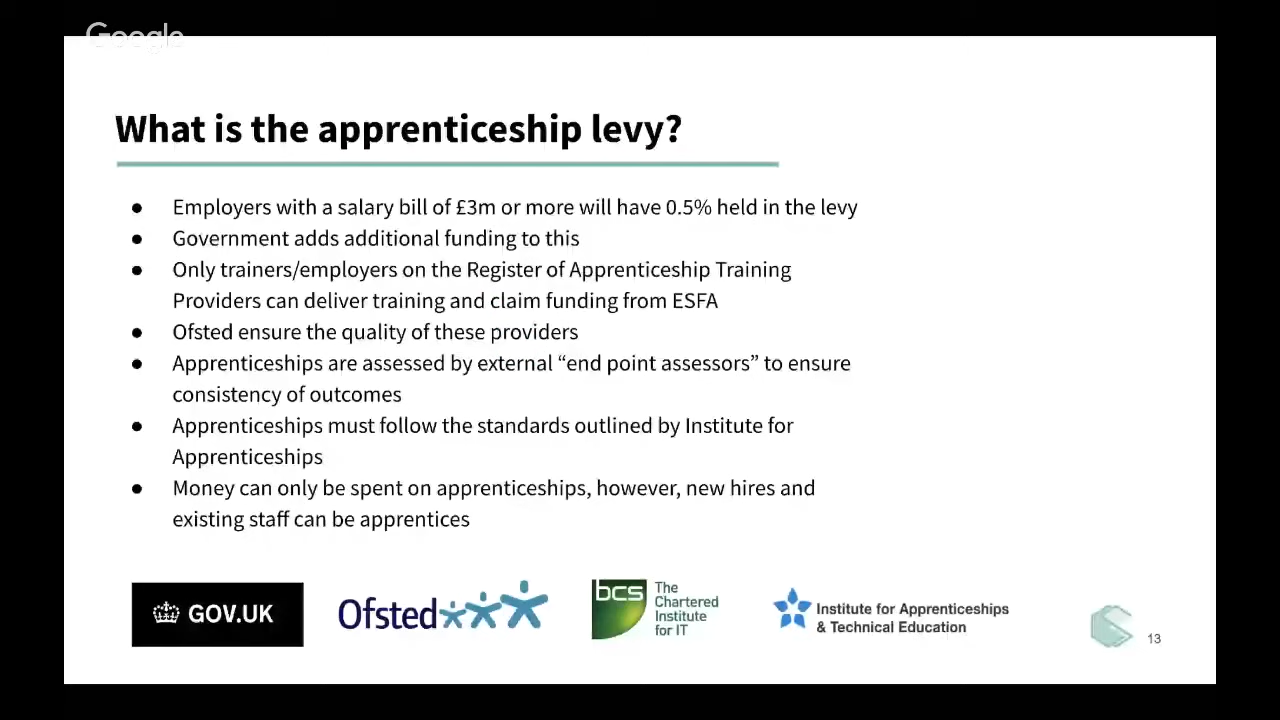 Google
What is the apprenticeship levy?
● Employers with a salary bill of £3m or more will have 0.5% held in the levy
● Government adds additional funding to this
● Only trainers/employers on the Register of Apprenticeship Training
Providers can deliver training and claim funding from ESFA
● Ofsted ensure the quality of these providers
● Apprenticeships are assessed by external “end point assessors” to ensure
consistency of outcomes
● Apprenticeships must follow the standards outlined by Institute for
Apprenticeships
● Money can only be spent on apprenticeships, however, new hires and
existing staff can be apprentices
GOV.UK
Ofsted
bcs
The
Chartered
Institute
for IT
Institute for Apprenticeships
& Technical Education
13